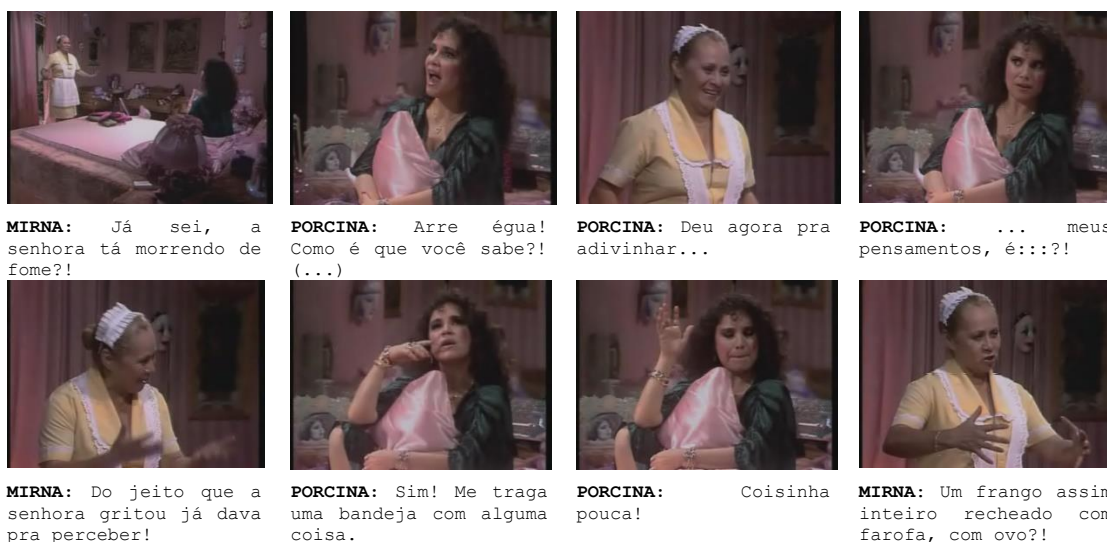 MIRNA: Já sei, a
senhora tá morrendo de
fome?!
PORCINA: Arre égua!
Como é que você sabe?!
(...)
PORCINA: Deu agora pra
adivinhar...
PORCINA: ... meus
pensamentos, é:::?!
MIRNA: Do jeito que a
senhora gritou já dava
pra perceber!
PORCINA: Sim! Me traga
uma bandeja com alguma
coisa.
PORCINA: Coisinha
pouca!
MIRNA: Um frango assim
inteiro recheado com
farofa, com ovo?!